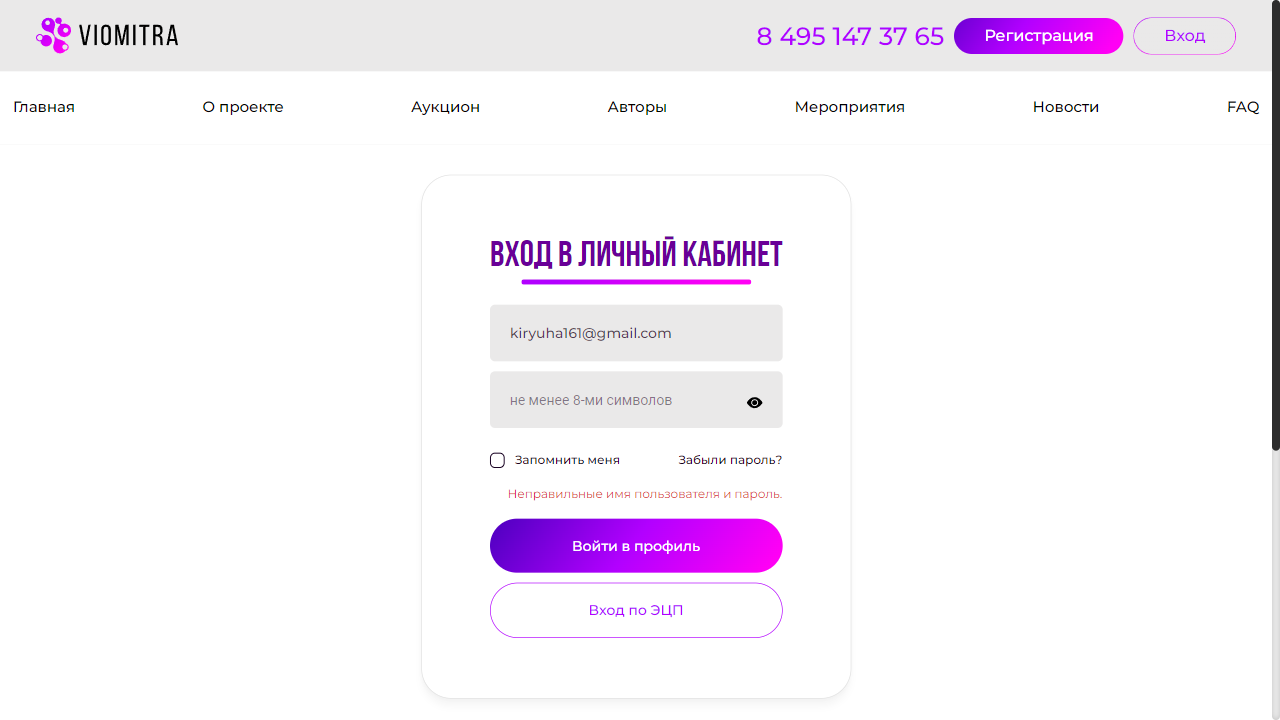 VIOMITRA
8 495 147 37 65
Регистрация
Вход
Главная
О проекте
Аукцион
Авторы
Мероприятия
Новости
FAQ
ВХОД В ЛИЧНЫЙ КАБИНЕТ
kiryuha161@gmail.com
не менее 8-ми символов
Запомнить меня
Забыли пароль?
Неправильные имя пользователя и пароль.
Войти в профиль
Вход по ЭЦП